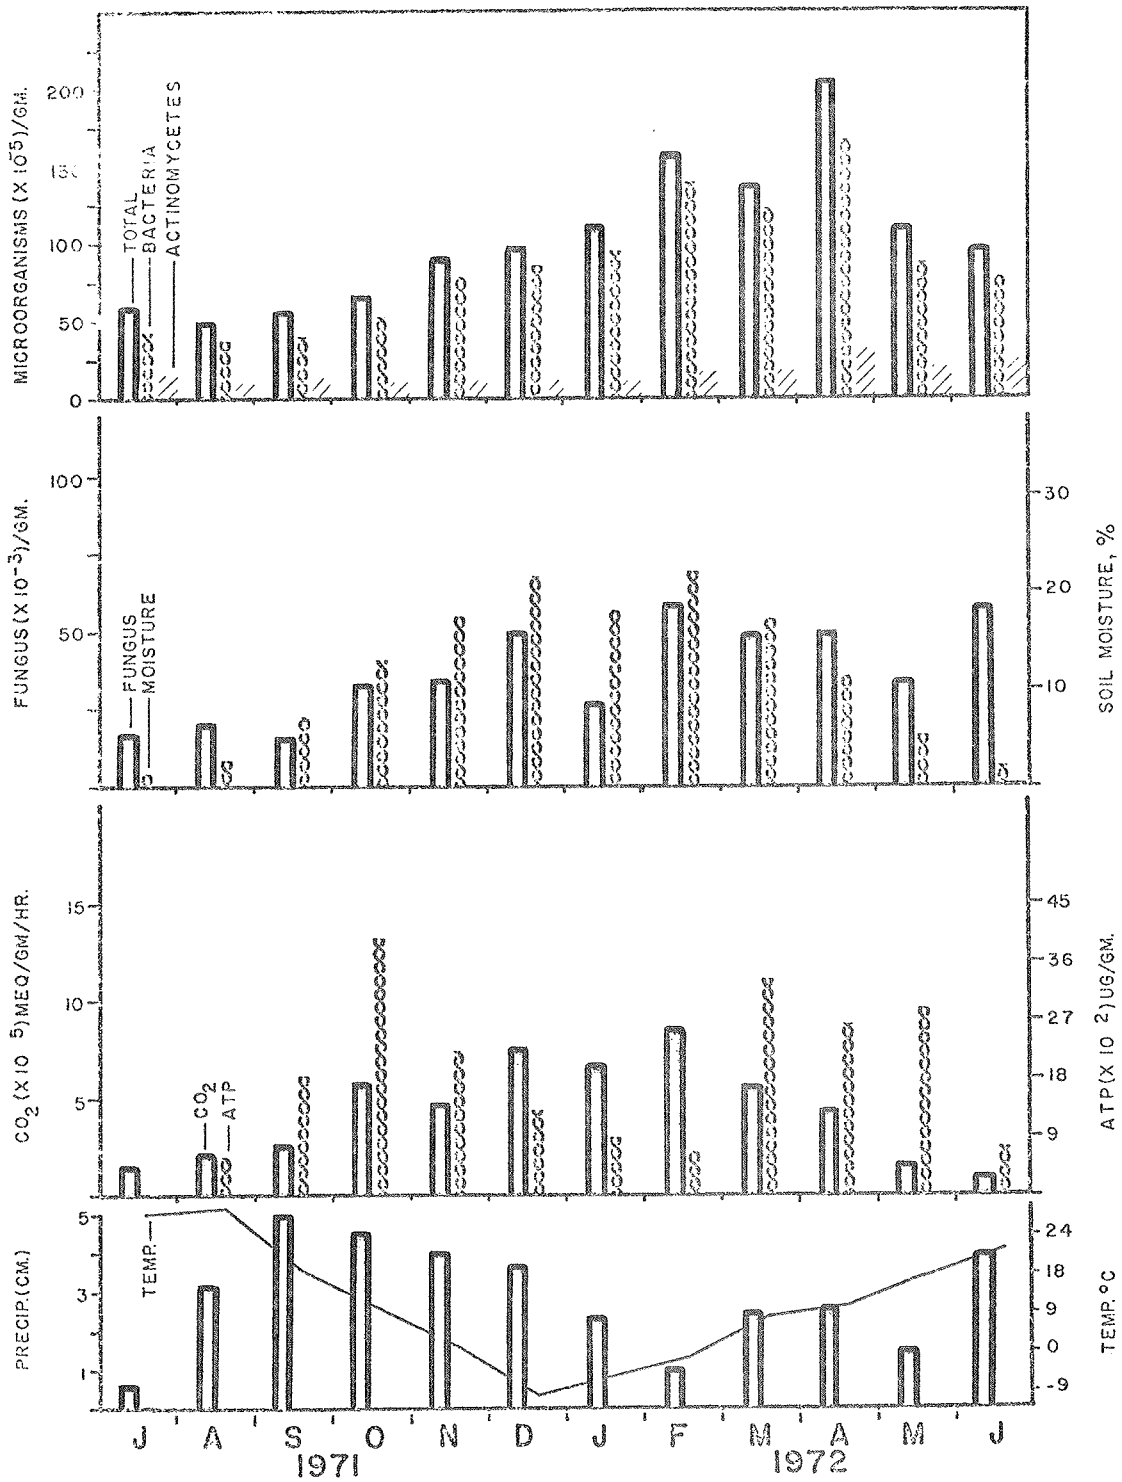 MICROORGANISMS (X 10⁻⁵)/GM.
200
150
100
50
0
TOTAL
BACTERIA
ACTINOMYCETES
FUNGUS (X 10⁻³)/GM.
100
50
FUNGUS
MOISTURE
30
20
10
SOIL MOISTURE, %
CO₂ (X 10 5) MEQ/GM/HR.
15
10
5
CO₂
ATP
45
36
27
18
9
ATP (X 10 2) UG/GM.
PRECIP. (CM.)
5
3
1
TEMP.
24
18
9
0
-9
TEMP. °C
J A S O N D J F M A M J
1971 1972